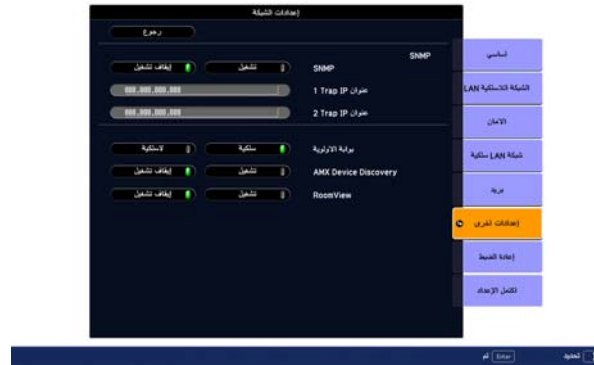 إعدادات الشبكة
رجوع
SNMP
SNMP تشغيل إيقاف تشغيل
عنوان Trap IP 1 000.000.000.000
عنوان Trap IP 2 000.000.000.000
بوابة الأولوية سلكية لاسلكية
AMX Device Discovery تشغيل إيقاف تشغيل
RoomView تشغيل إيقاف تشغيل
أساسي
الشبكة اللاسلكية LAN
الأمان
شبكة LAN سلكية
بريد
إعدادات أخرى
إعادة الضبط
اكتمل الإعداد
تحديد
Enter ثم